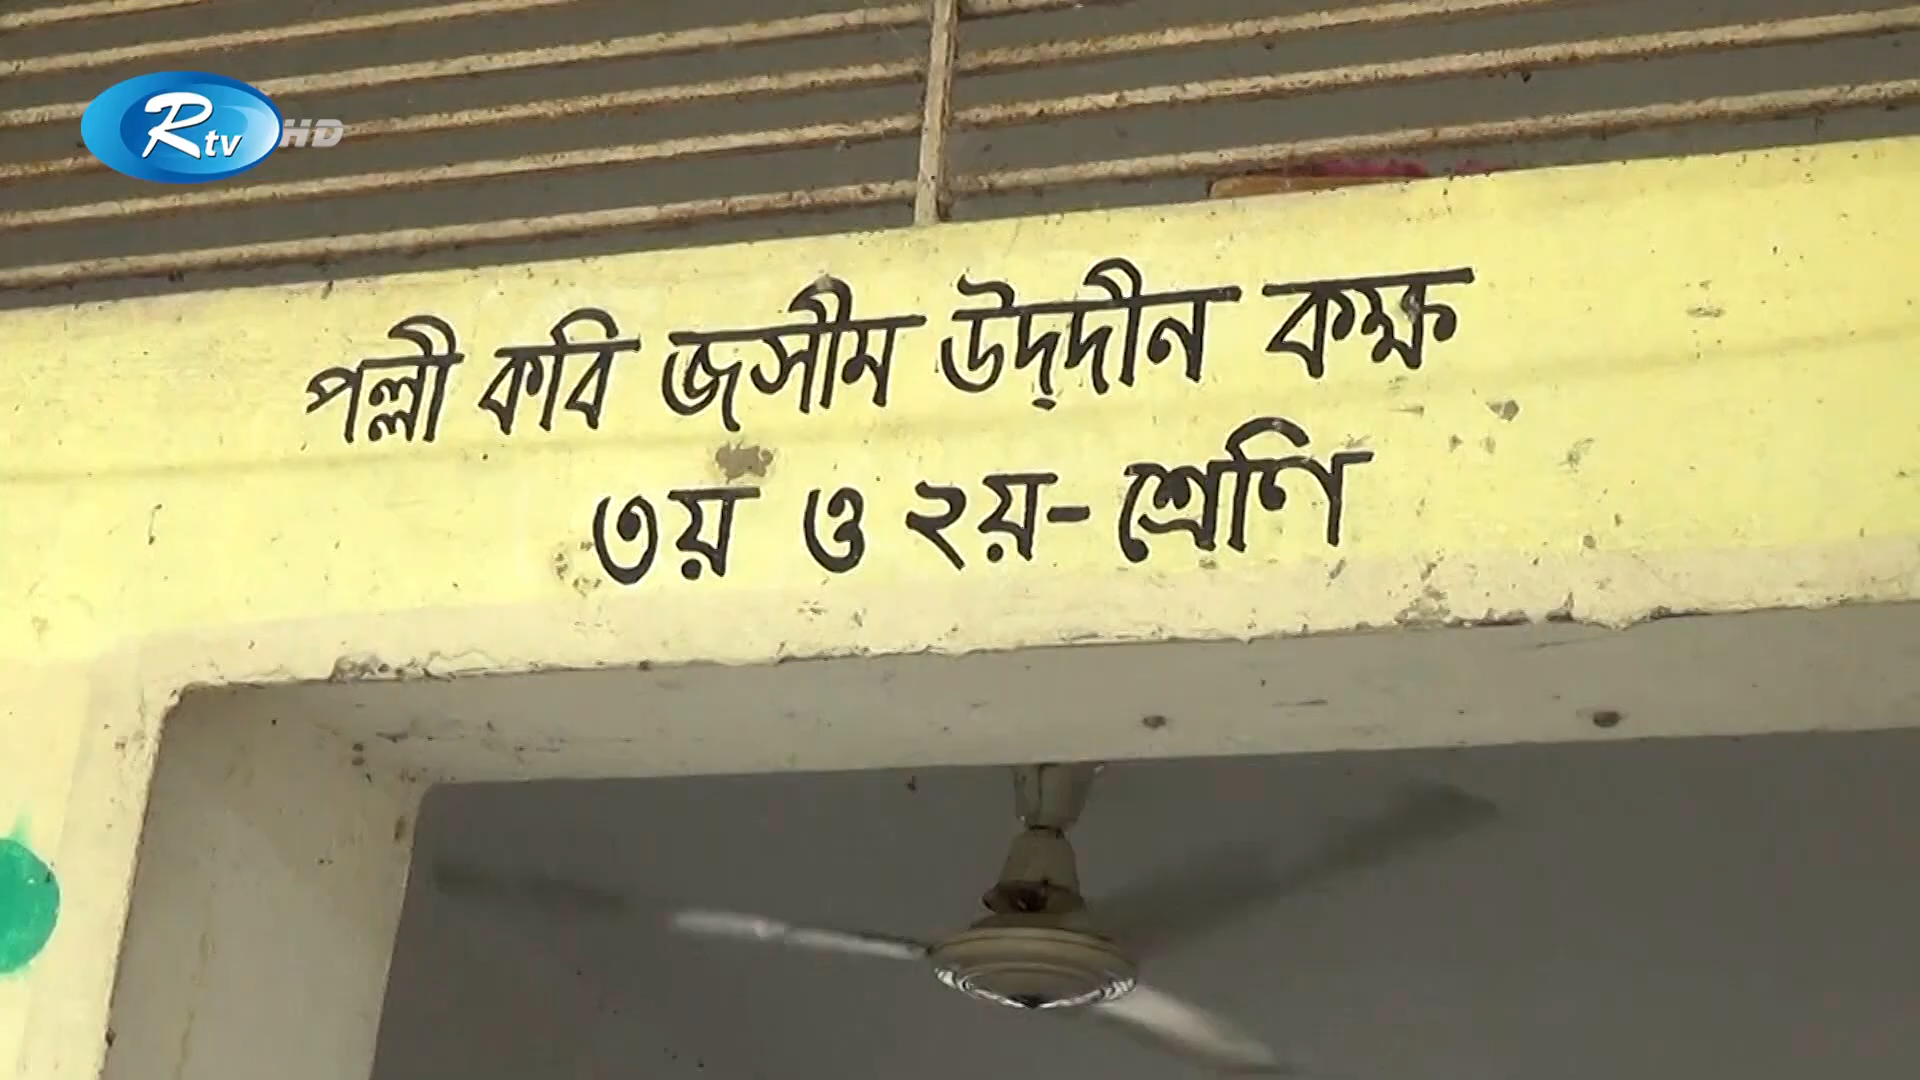 Rtv HD
পল্লী কবি জসীম উদ্‌দীন কক্ষ
৩য় ও ২য়- শ্রেণি